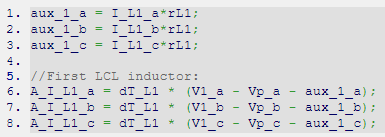 1. aux_1_a = I_L1_a*rL1;
2. aux_1_b = I_L1_b*rL1;
3. aux_1_c = I_L1_c*rL1;
4.
5. //First LCL inductor:
6. A_I_L1_a = dT_L1 * (V1_a - Vp_a - aux_1_a);
7. A_I_L1_b = dT_L1 * (V1_b - Vp_b - aux_1_b);
8. A_I_L1_c = dT_L1 * (V1_c - Vp_c - aux_1_c);